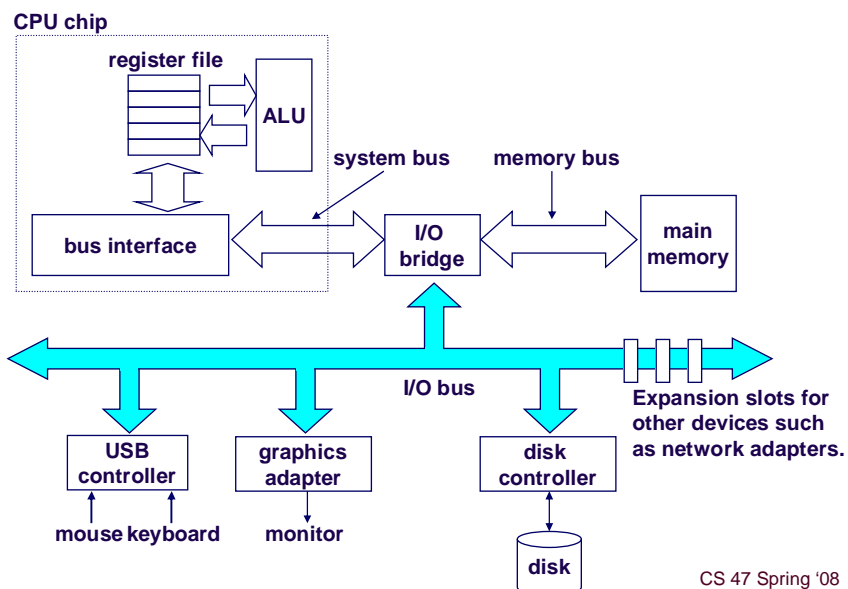 CPU chip
register file
ALU
system bus
memory bus
bus interface
I/O
bridge
main
memory
I/O bus
Expansion slots for
other devices such
as network adapters.
USB
controller
graphics
adapter
disk
controller
mouse keyboard
monitor
disk
CS 47 Spring ‘08